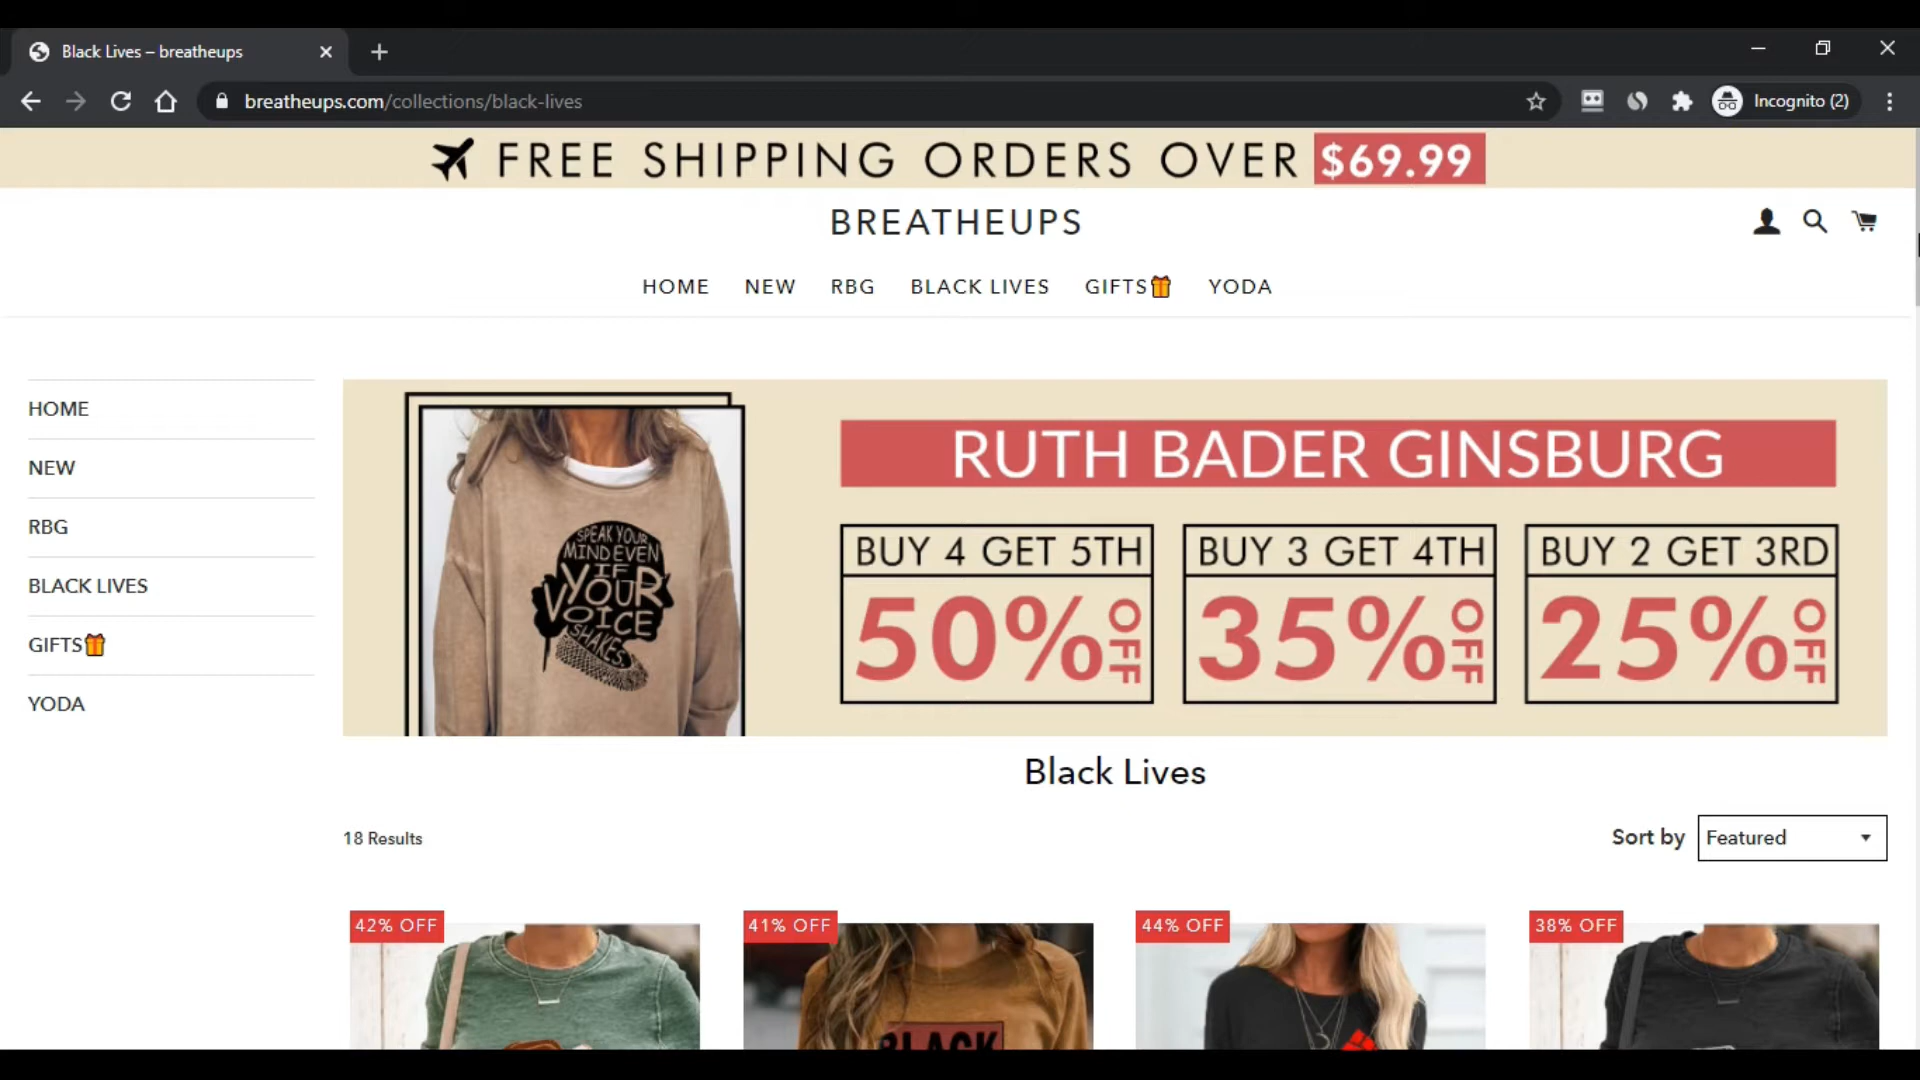 Black Lives – breatheups
breatheups.com/collections/black-lives
Incognito (2)
FREE SHIPPING ORDERS OVER $69.99
BREATHEUPS
HOME NEW RBG BLACK LIVES GIFTS🎁 YODA
HOME
NEW
RBG
BLACK LIVES
GIFTS🎁
YODA
SPEAK YOUR
MIND EVEN
IF
YOUR
VOICE
SHAKES
RUTH BADER GINSBURG
BUY 4 GET 5TH
50% OFF
BUY 3 GET 4TH
35% OFF
BUY 2 GET 3RD
25% OFF
Black Lives
18 Results
Sort by Featured
42% OFF
41% OFF
44% OFF
38% OFF
BLACK